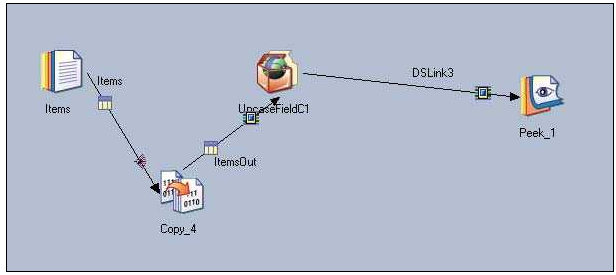 Items
DSLink3
UpcaseFieldC1
Items
Peek_1
ItemsOut
Copy_4